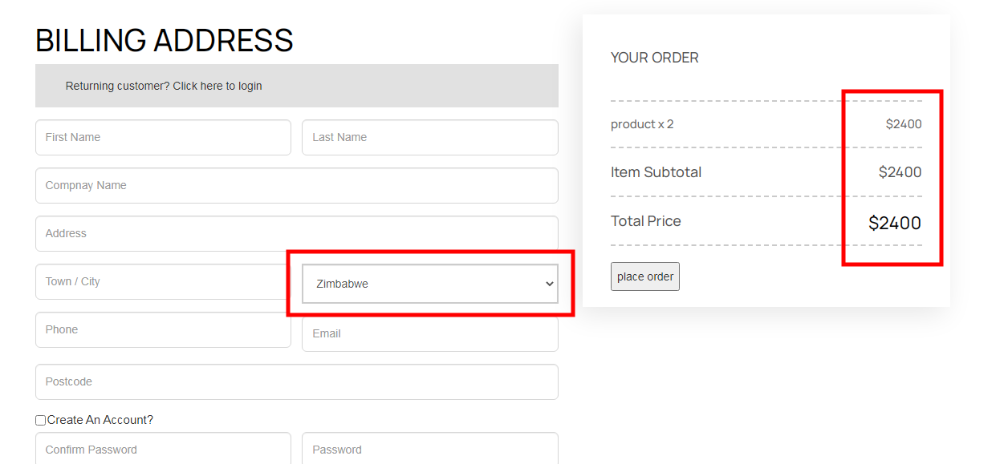 BILLING ADDRESS
Returning customer? Click here to login
First Name
Last Name
Compnay Name
Address
Town / City
Zimbabwe
Phone
Email
Postcode
Create An Account?
Confirm Password
Password
YOUR ORDER
product x 2 $2400
Item Subtotal $2400
Total Price $2400
place order